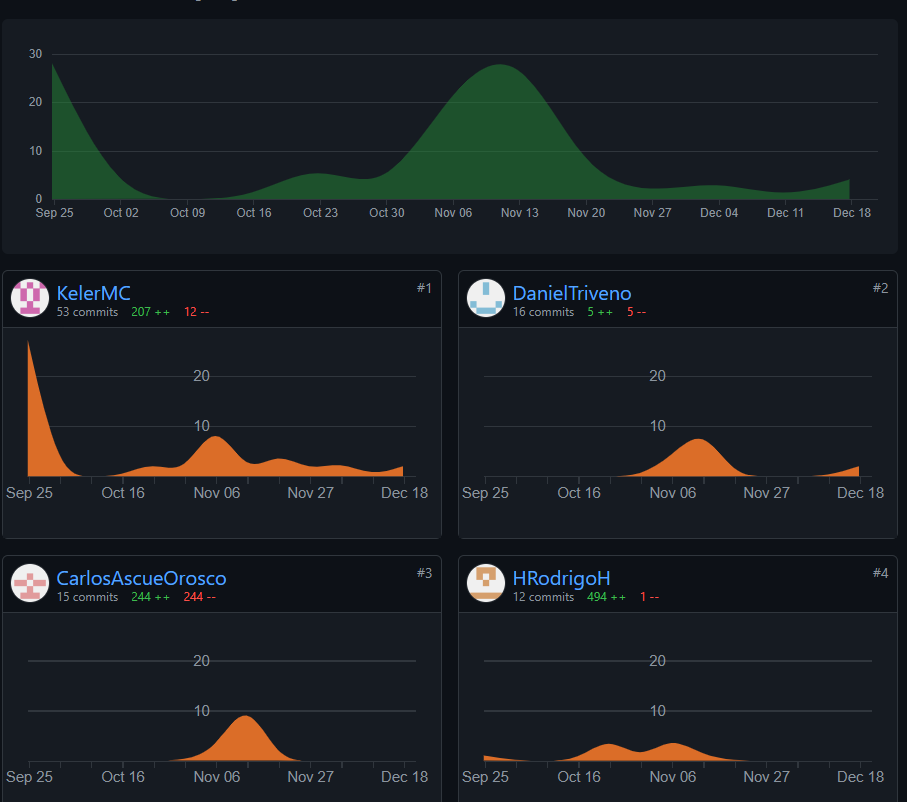 30
20
10
0
Sep 25 Oct 02 Oct 09 Oct 16 Oct 23 Oct 30 Nov 06 Nov 13 Nov 20 Nov 27 Dec 04 Dec 11 Dec 18
KelerMC #1
53 commits 207 ++ 12 --
20
10
Sep 25 Oct 16 Nov 06 Nov 27 Dec 18
DanielTriveno #2
16 commits 5 ++ 5 --
20
10
Sep 25 Oct 16 Nov 06 Nov 27 Dec 18
CarlosAscueOrosco #3
15 commits 244 ++ 244 --
20
10
Sep 25 Oct 16 Nov 06 Nov 27 Dec 18
HRodrigoH #4
12 commits 494 ++ 1 --
20
10
Sep 25 Oct 16 Nov 06 Nov 27 Dec 18